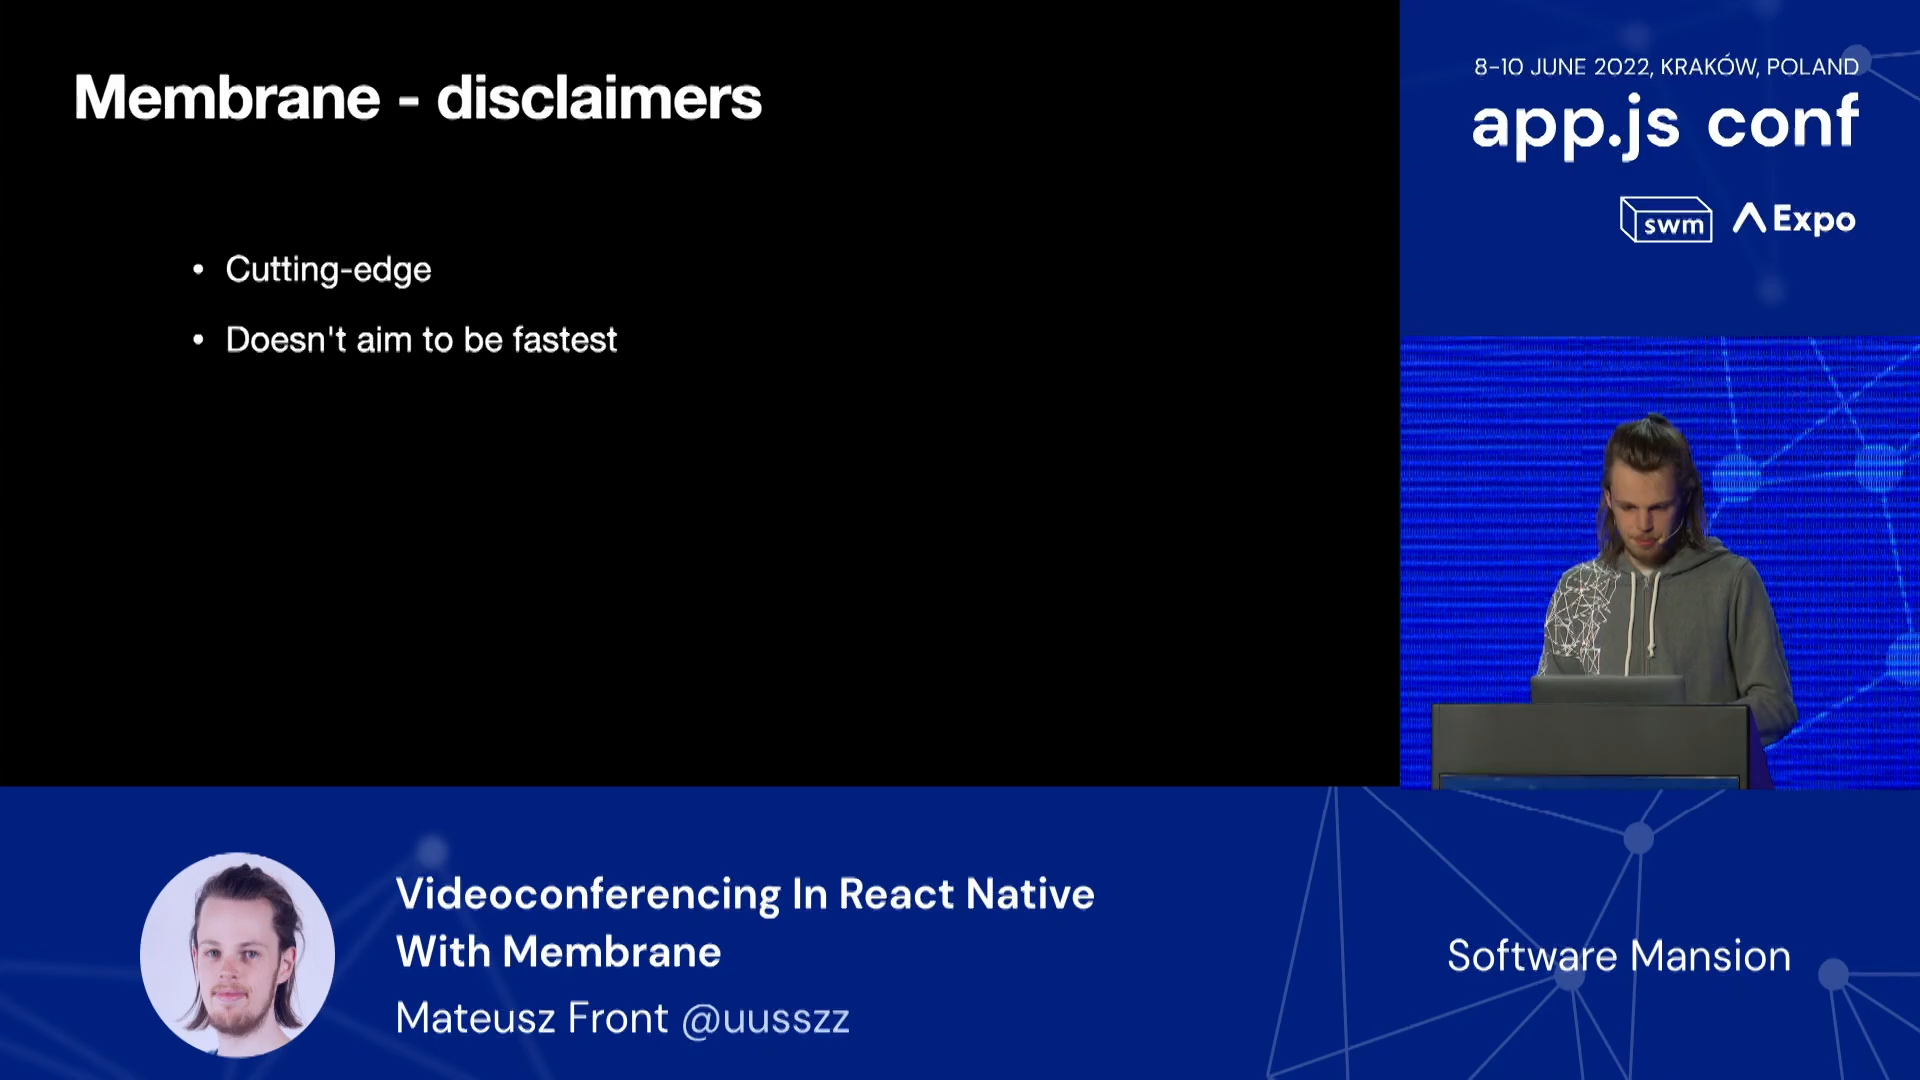 Membrane - disclaimers
• Cutting-edge
• Doesn't aim to be fastest
8-10 JUNE 2022, KRAKÓW, POLAND
app.js conf
swm Expo
Videoconferencing In React Native
With Membrane
Mateusz Front @uusszz
Software Mansion